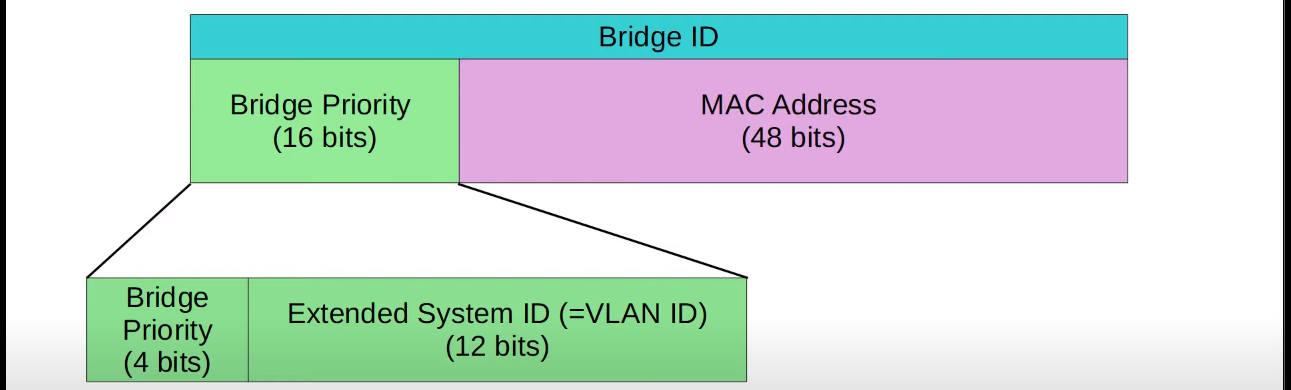 Bridge ID
Bridge Priority
(16 bits)
MAC Address
(48 bits)
Bridge
Priority
(4 bits)
Extended System ID (=VLAN ID)
(12 bits)